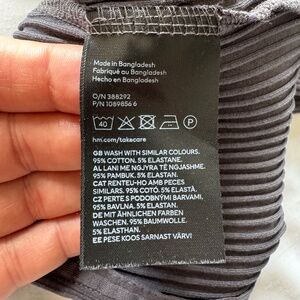 Made in Bangladesh
Fabriqué au Bangladesh
Hecho en Bangladesh
O/N 388292
P/N 1089856 6
40 P
hm.com/takecare
GB WASH WITH SIMILAR COLOURS.
95% COTTON. 5% ELASTANE.
AL LANI ME NGJYRA TË NGJASHME.
95% PAMBUK. 5% ELASTAN.
CAT RENTEU-HO AMB PECES
SIMILARS. 95% COTÓ. 5% ELASTÀ.
CZ PERTE S PODOBNÝMI BARVAMI.
95% BAVLNA. 5% ELASTAN.
DE MIT ÄHNLICHEN FARBEN
WASCHEN. 95% BAUMWOLLE.
5% ELASTHAN.
EE PESE KOOS SARNAST VÄRVI